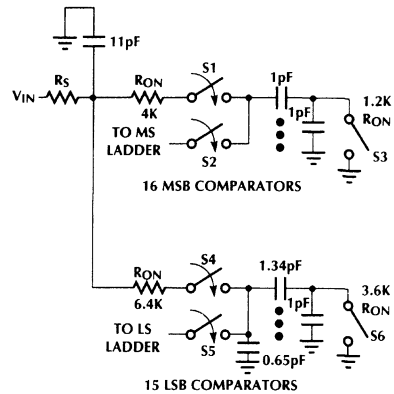 11pF
RS
RON
S1
VIN
4K
1pF
1pF
1.2K
RON
TO MS
LADDER
S2
S3
16 MSB COMPARATORS
RON
S4
6.4K
1.34pF
1pF
3.6K
RON
TO LS
LADDER
S5
S6
0.65pF
15 LSB COMPARATORS